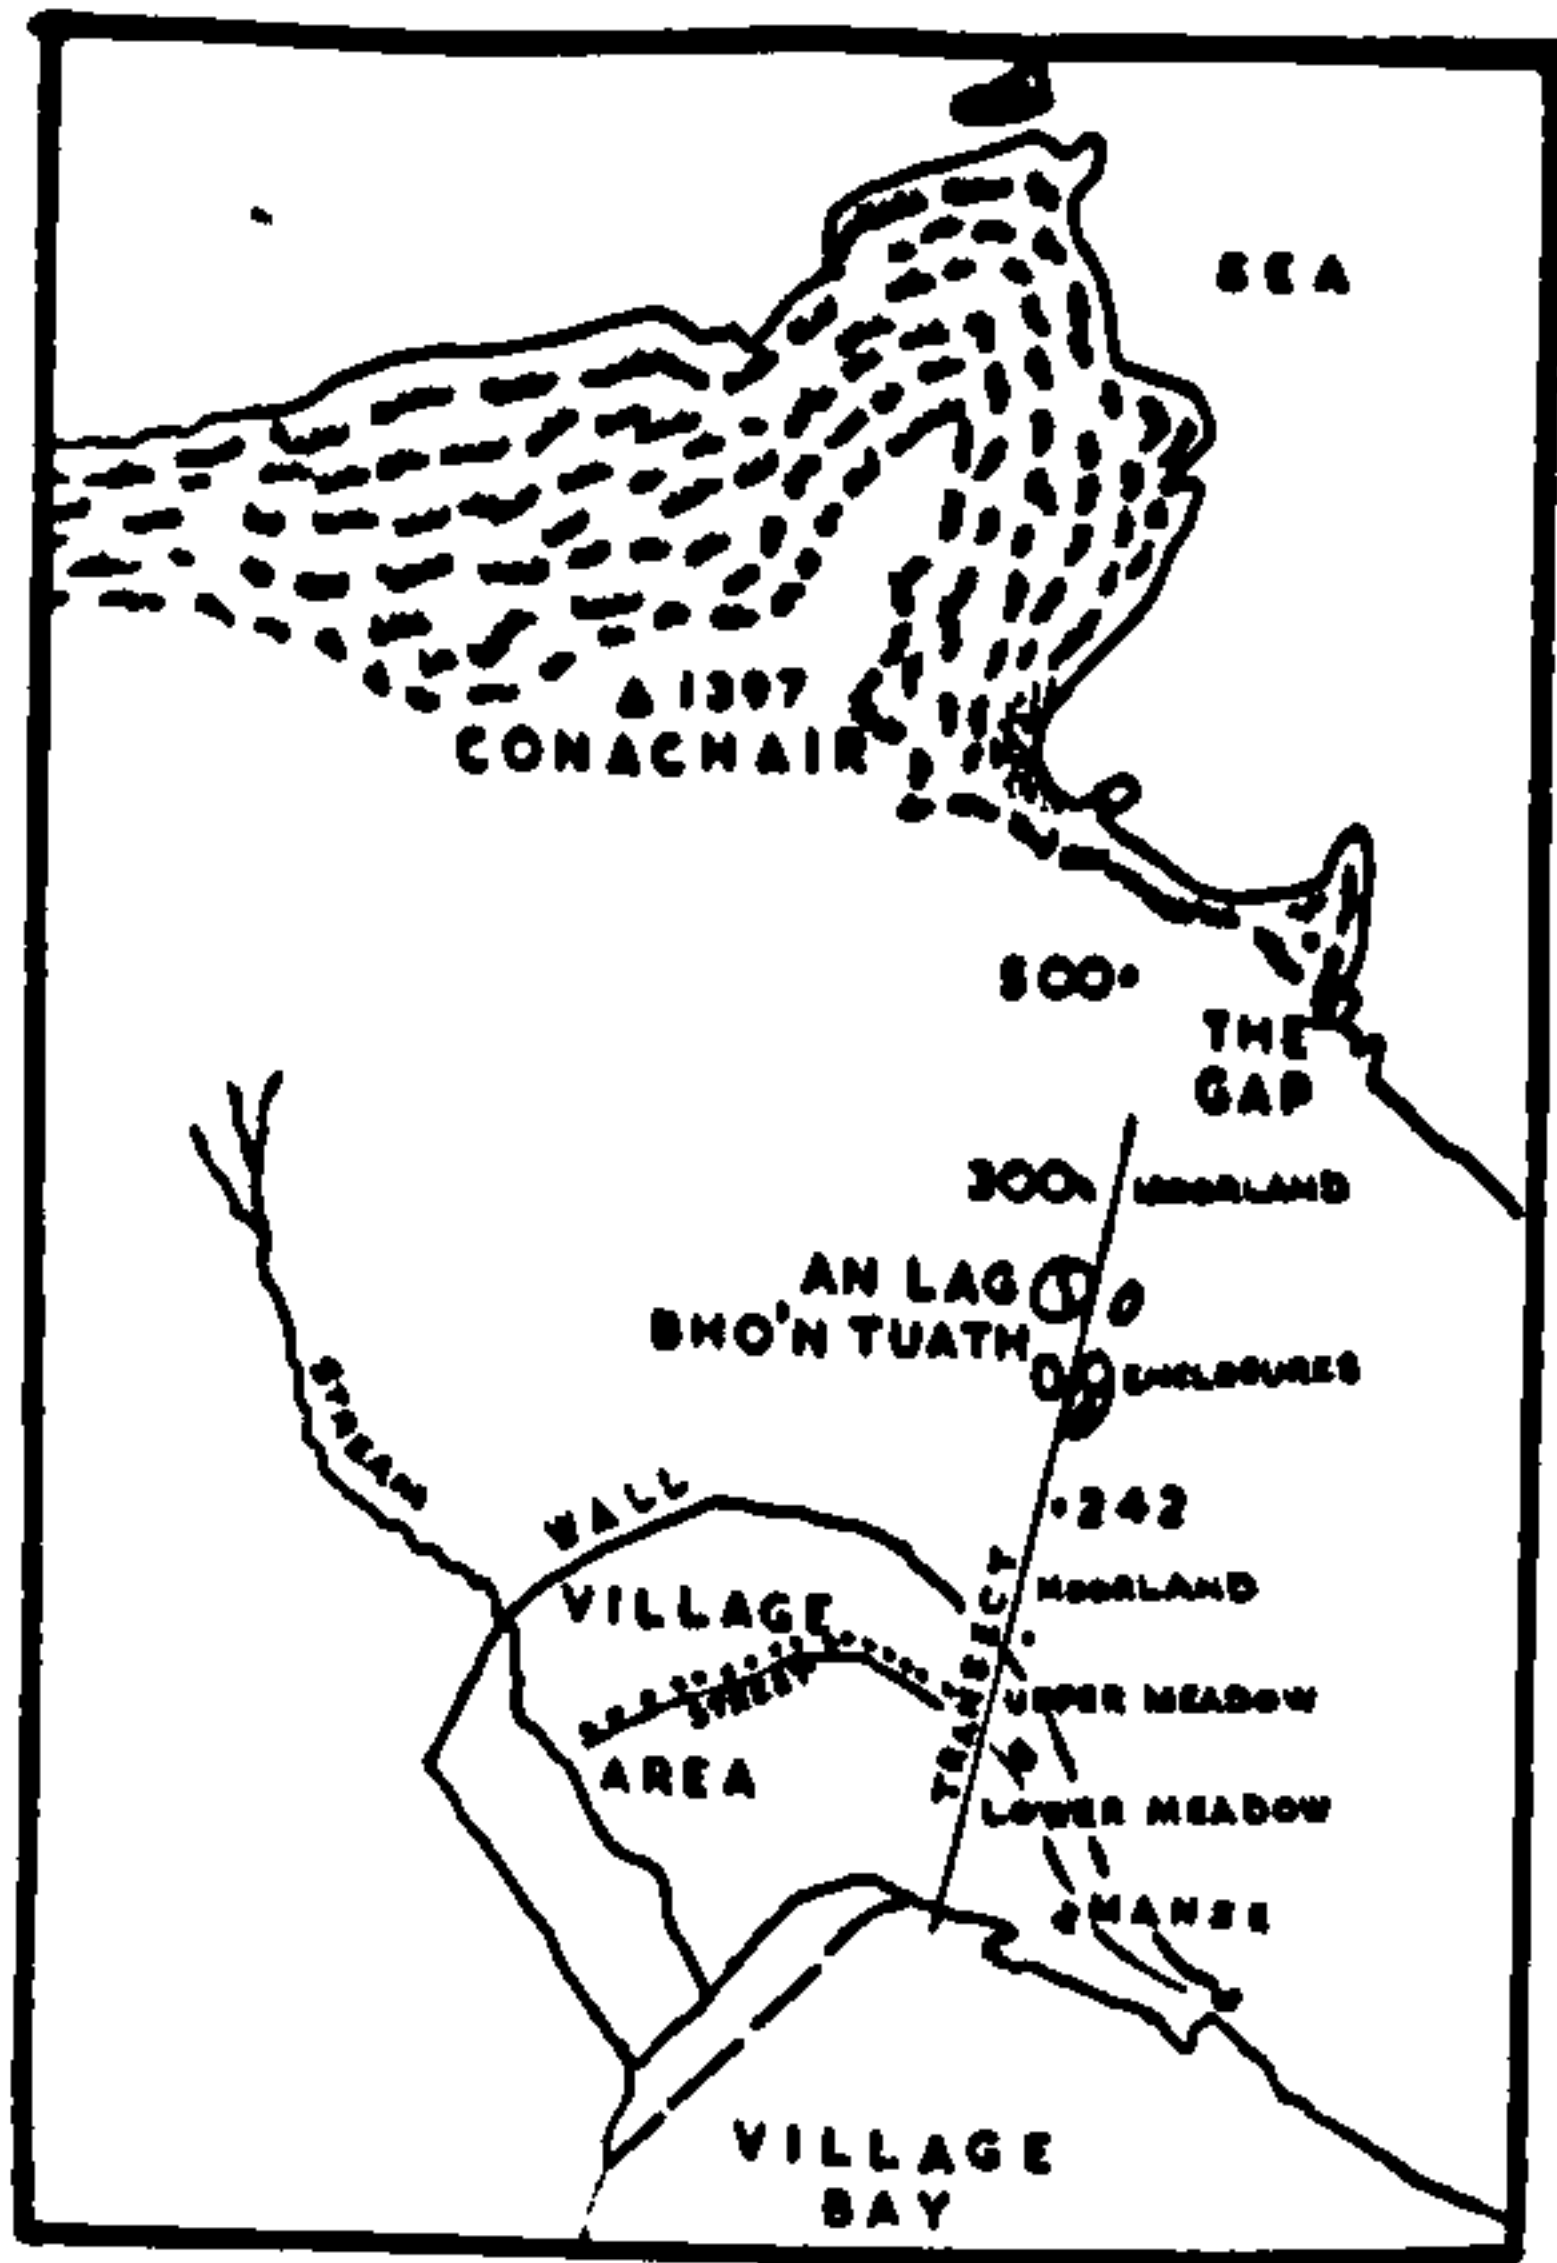 SEA
1397
CONACHAIR
500
THE
GAP
300 MOORLAND
AN LAG
BHO'N TUATH
ENCLOSURES
STREAM
WALL
242
MOORLAND
VILLAGE
STREET
AREA
TRANSECT
UPPER MEADOW
LOWER MEADOW
MANSE
VILLAGE
BAY